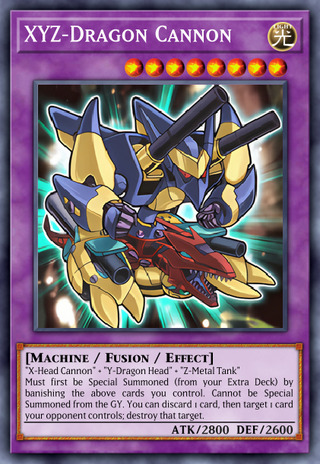 XYZ-Dragon Cannon
LIGHT
光
[Machine / Fusion / Effect]
"X-Head Cannon" + "Y-Dragon Head" + "Z-Metal Tank"
Must first be Special Summoned (from your Extra Deck) by
banishing the above cards you control. Cannot be Special
Summoned from the GY. You can discard 1 card, then target 1 card
your opponent controls; destroy that target.
ATK/2800 DEF/2600